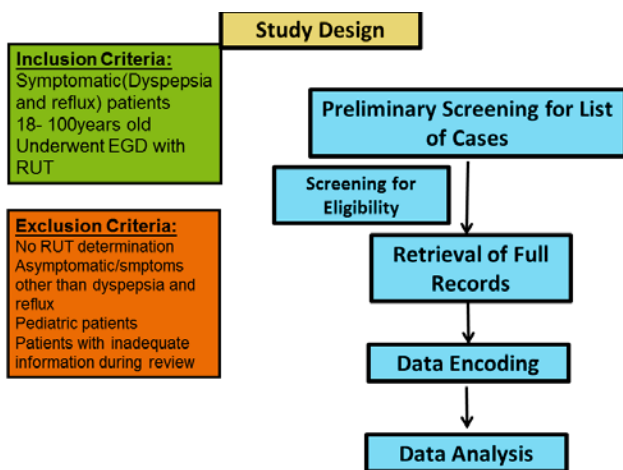 Study Design
Inclusion Criteria:
Symptomatic(Dyspepsia
and reflux) patients
18- 100years old
Underwent EGD with
RUT
Exclusion Criteria:
No RUT determination
Asymptomatic/smptoms
other than dyspepsia and
reflux
Pediatric patients
Patients with inadequate
information during review
Preliminary Screening for List
of Cases
Screening for
Eligibility
Retrieval of Full
Records
Data Encoding
Data Analysis